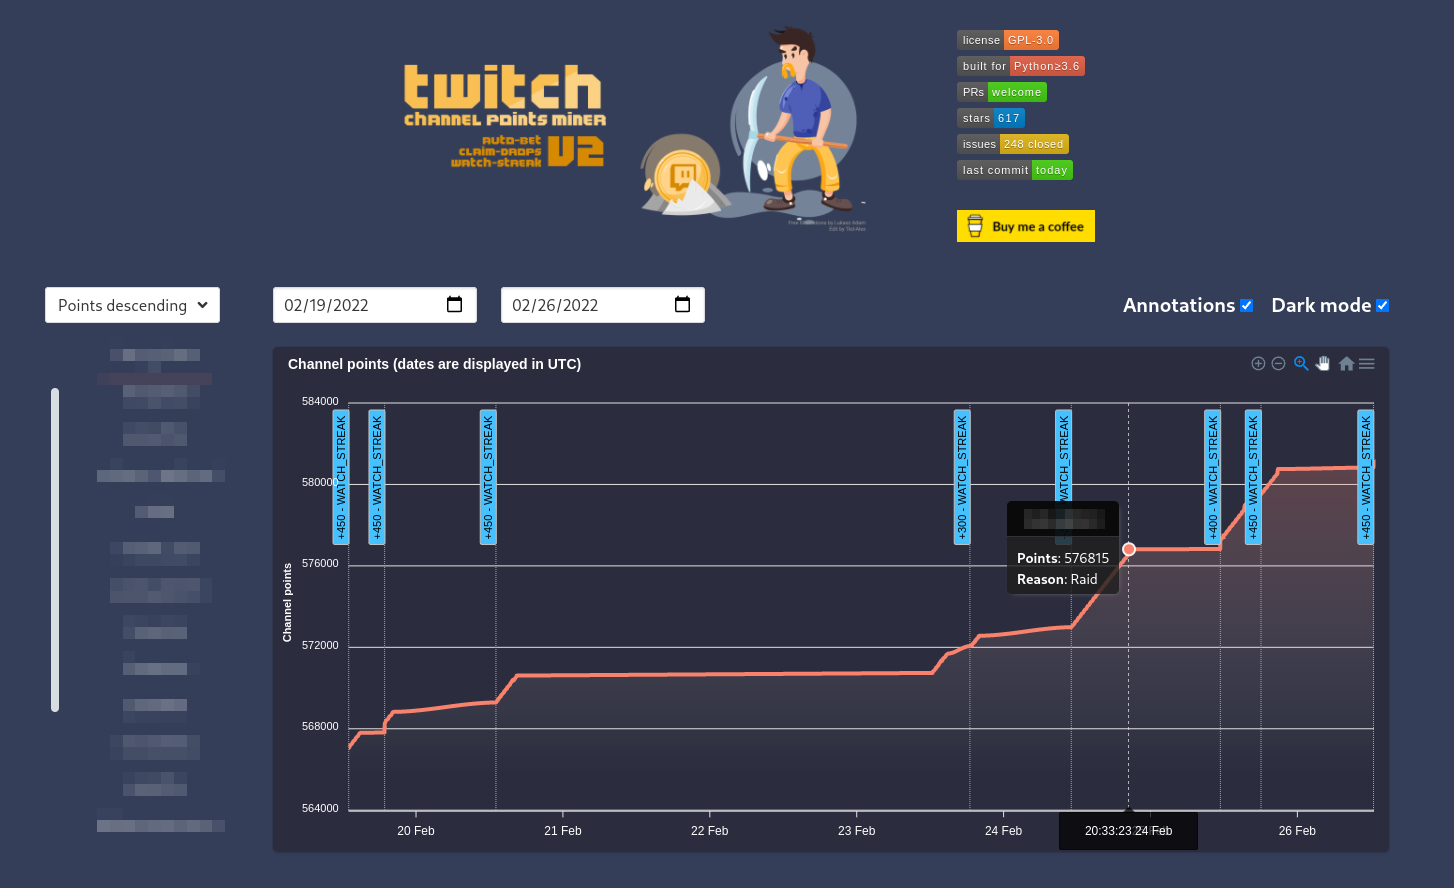 twitch
CHANNEL POINTS MINER
AUTO-BET
CLAIM-DROPS
WATCH-STREAK
V2
license GPL-3.0
built for Python≥3.6
PRs welcome
stars 617
issues 248 closed
last commit today
Buy me a coffee
Points descending
02/19/2022
02/26/2022
Annotations
Dark mode
Channel points (dates are displayed in UTC)
Channel points
584000
580000
576000
572000
568000
564000
+450 - WATCH_STREAK
+450 - WATCH_STREAK
+450 - WATCH_STREAK
+300 - WATCH_STREAK
WATCH_STREAK
+400 - WATCH_STREAK
+450 - WATCH_STREAK
+450 - WATCH_STREAK
Points: 576815
Reason: Raid
20 Feb
21 Feb
22 Feb
23 Feb
24 Feb
20:33:23 24 Feb
26 Feb